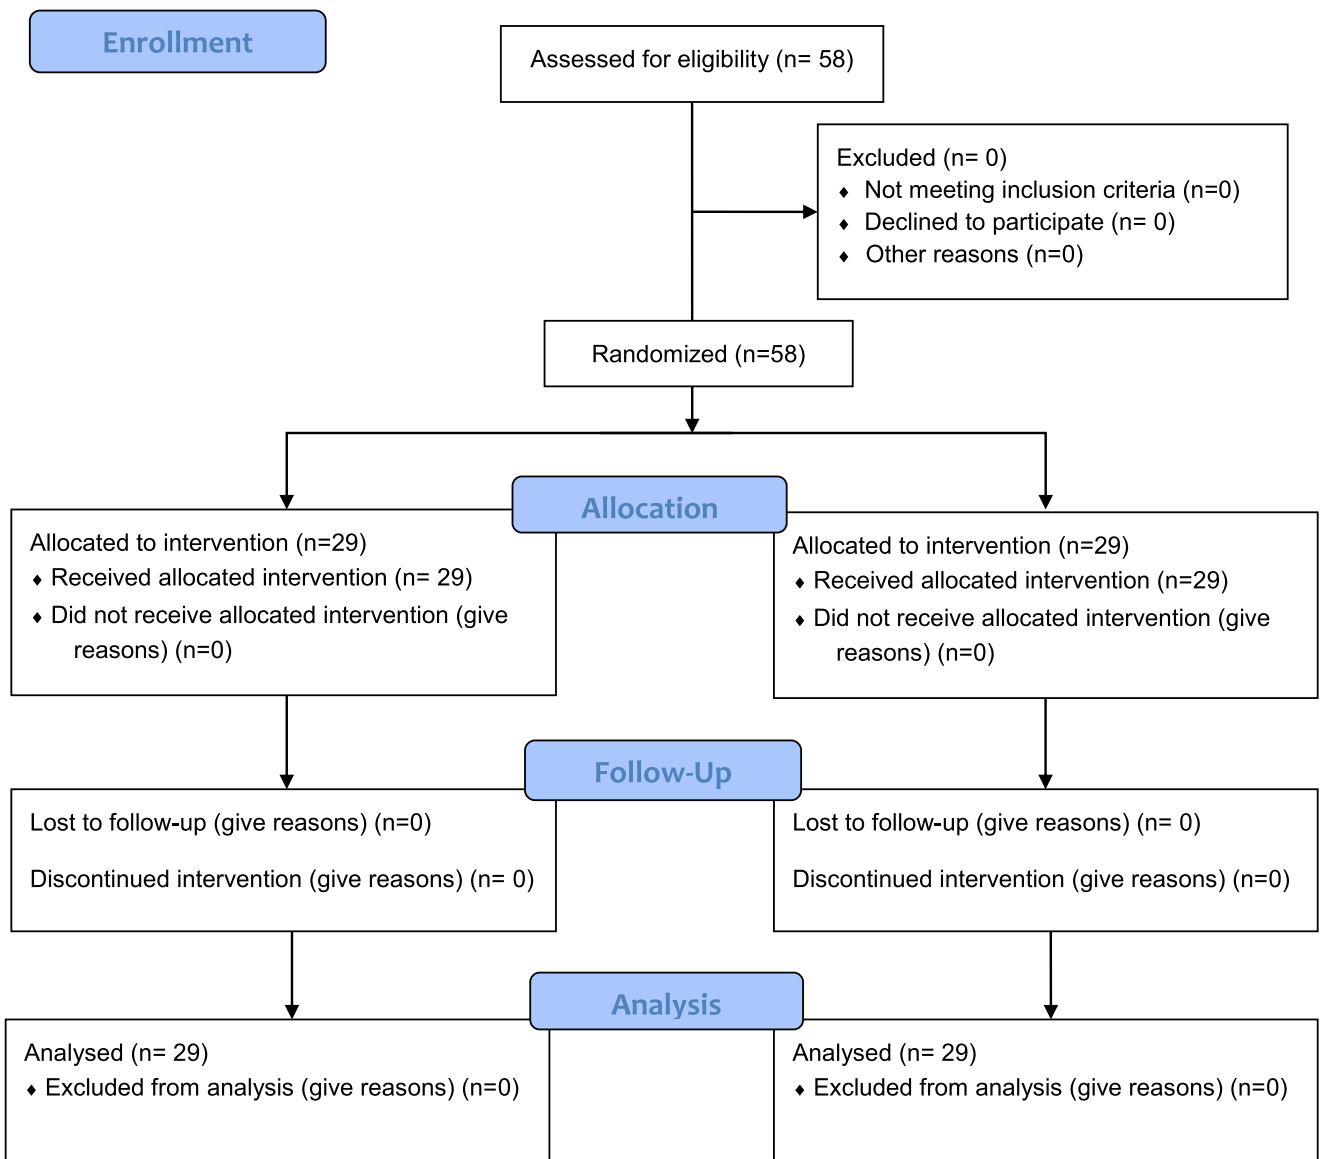 Enrollment
Assessed for eligibility (n= 58)
Excluded (n= 0)
♦ Not meeting inclusion criteria (n=0)
♦ Declined to participate (n= 0)
♦ Other reasons (n=0)
Randomized (n=58)
Allocation
Allocated to intervention (n=29)
♦ Received allocated intervention (n= 29)
♦ Did not receive allocated intervention (give
reasons) (n=0)
Allocated to intervention (n=29)
♦ Received allocated intervention (n=29)
♦ Did not receive allocated intervention (give
reasons) (n=0)
Follow-Up
Lost to follow-up (give reasons) (n=0)
Discontinued intervention (give reasons) (n= 0)
Lost to follow-up (give reasons) (n= 0)
Discontinued intervention (give reasons) (n=0)
Analysis
Analysed (n= 29)
♦ Excluded from analysis (give reasons) (n=0)
Analysed (n= 29)
♦ Excluded from analysis (give reasons) (n=0)